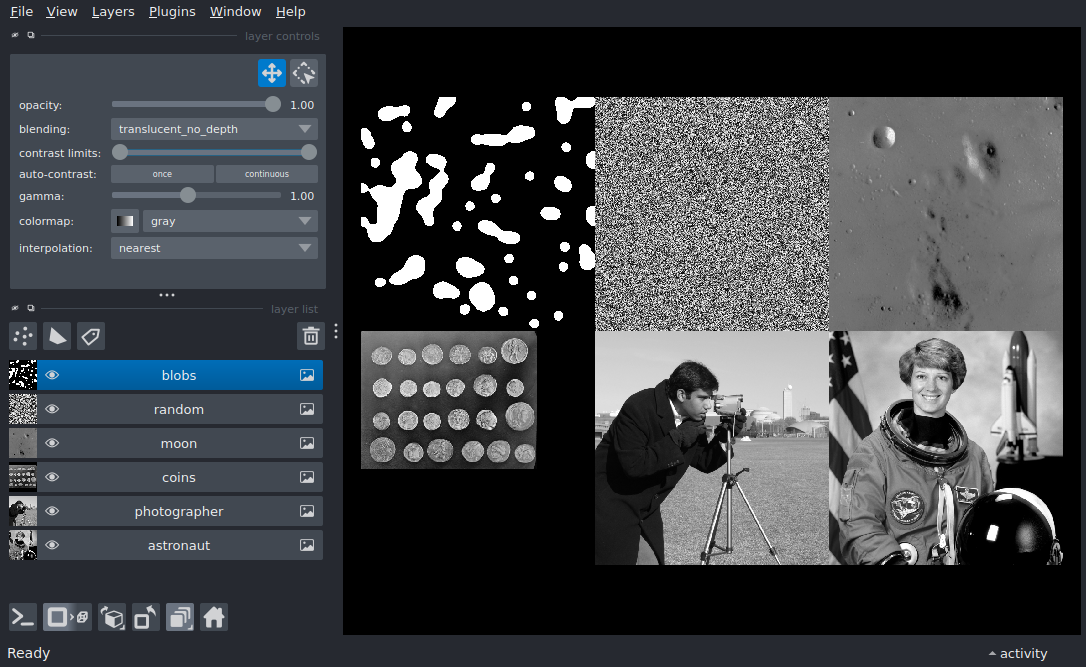 File View Layers Plugins Window Help
layer controls
opacity: 1.00
blending: translucent_no_depth
contrast limits:
auto-contrast: once continuous
gamma: 1.00
colormap: gray
interpolation: nearest
layer list
blobs
random
moon
coins
photographer
astronaut
Ready activity